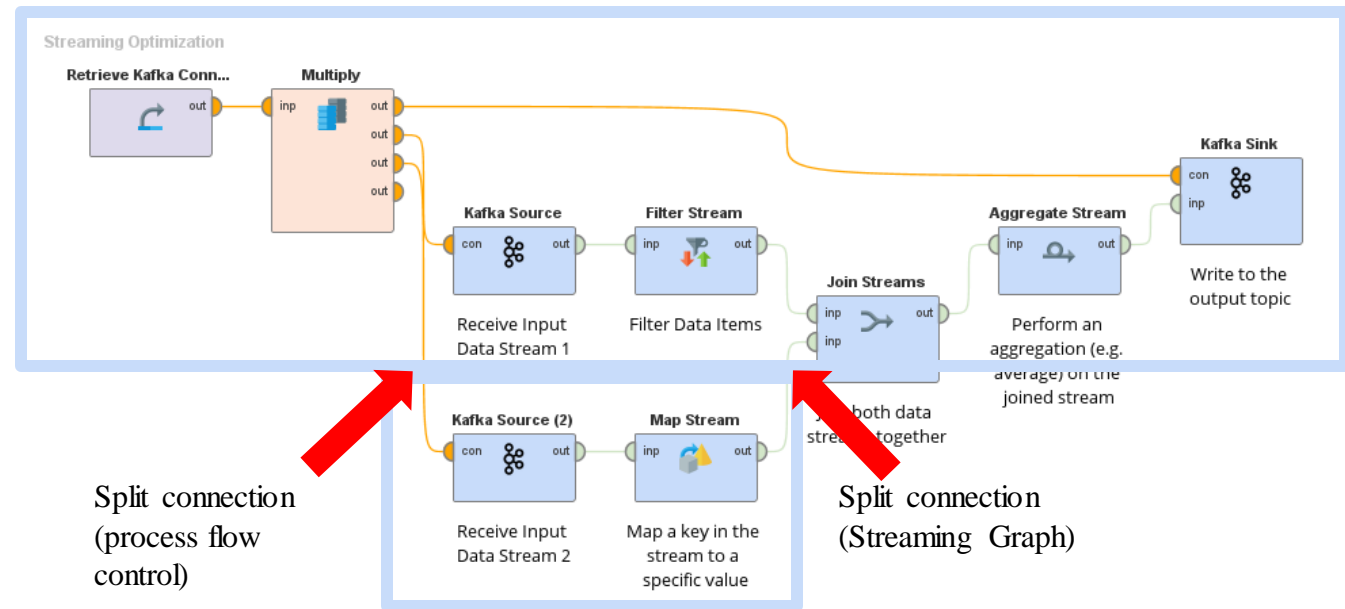 Streaming Optimization
Retrieve Kafka Conn...
out
Multiply
inp
out
out
out
out
Kafka Sink
con
inp
Write to the
output topic
Kafka Source
con
out
Receive Input
Data Stream 1
Filter Stream
inp
out
Filter Data Items
Join Streams
inp
out
inp
both data
together
Aggregate Stream
inp
out
Perform an
aggregation (e.g.
average) on the
joined stream
Kafka Source (2)
con
out
Receive Input
Data Stream 2
Map Stream
inp
out
Map a key in the
stream to a
specific value
Split connection
(process flow
control)
Split connection
(Streaming Graph)